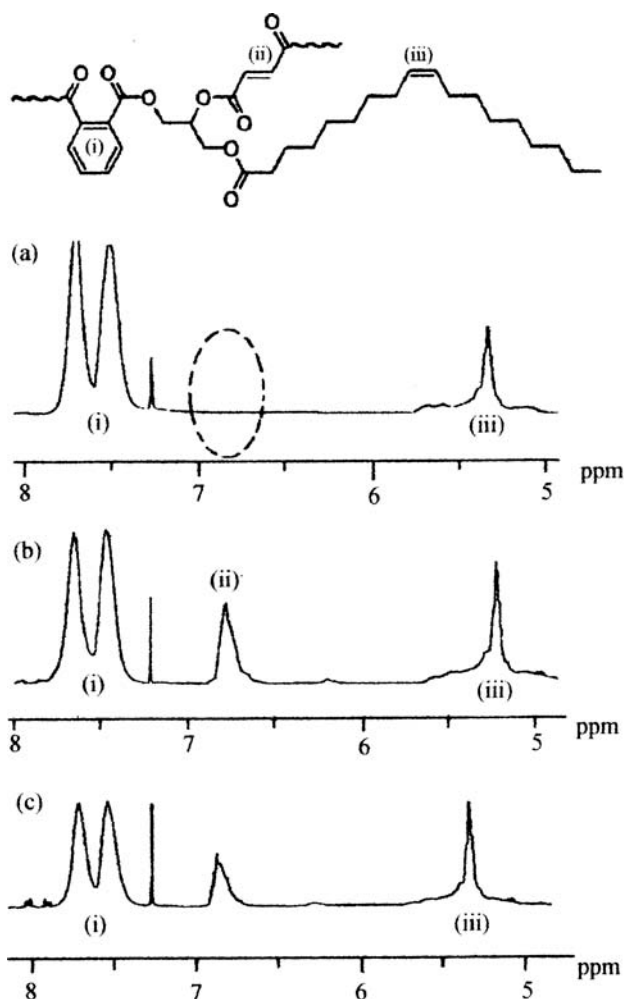 O O O O (ii) (iii)
O O
(i) O O
O
(a)
(i) (iii)
8 7 6 5 ppm
(b)
(ii)
(i) (iii)
8 7 6 5 ppm
(c)
(i) (iii)
8 7 6 5 ppm